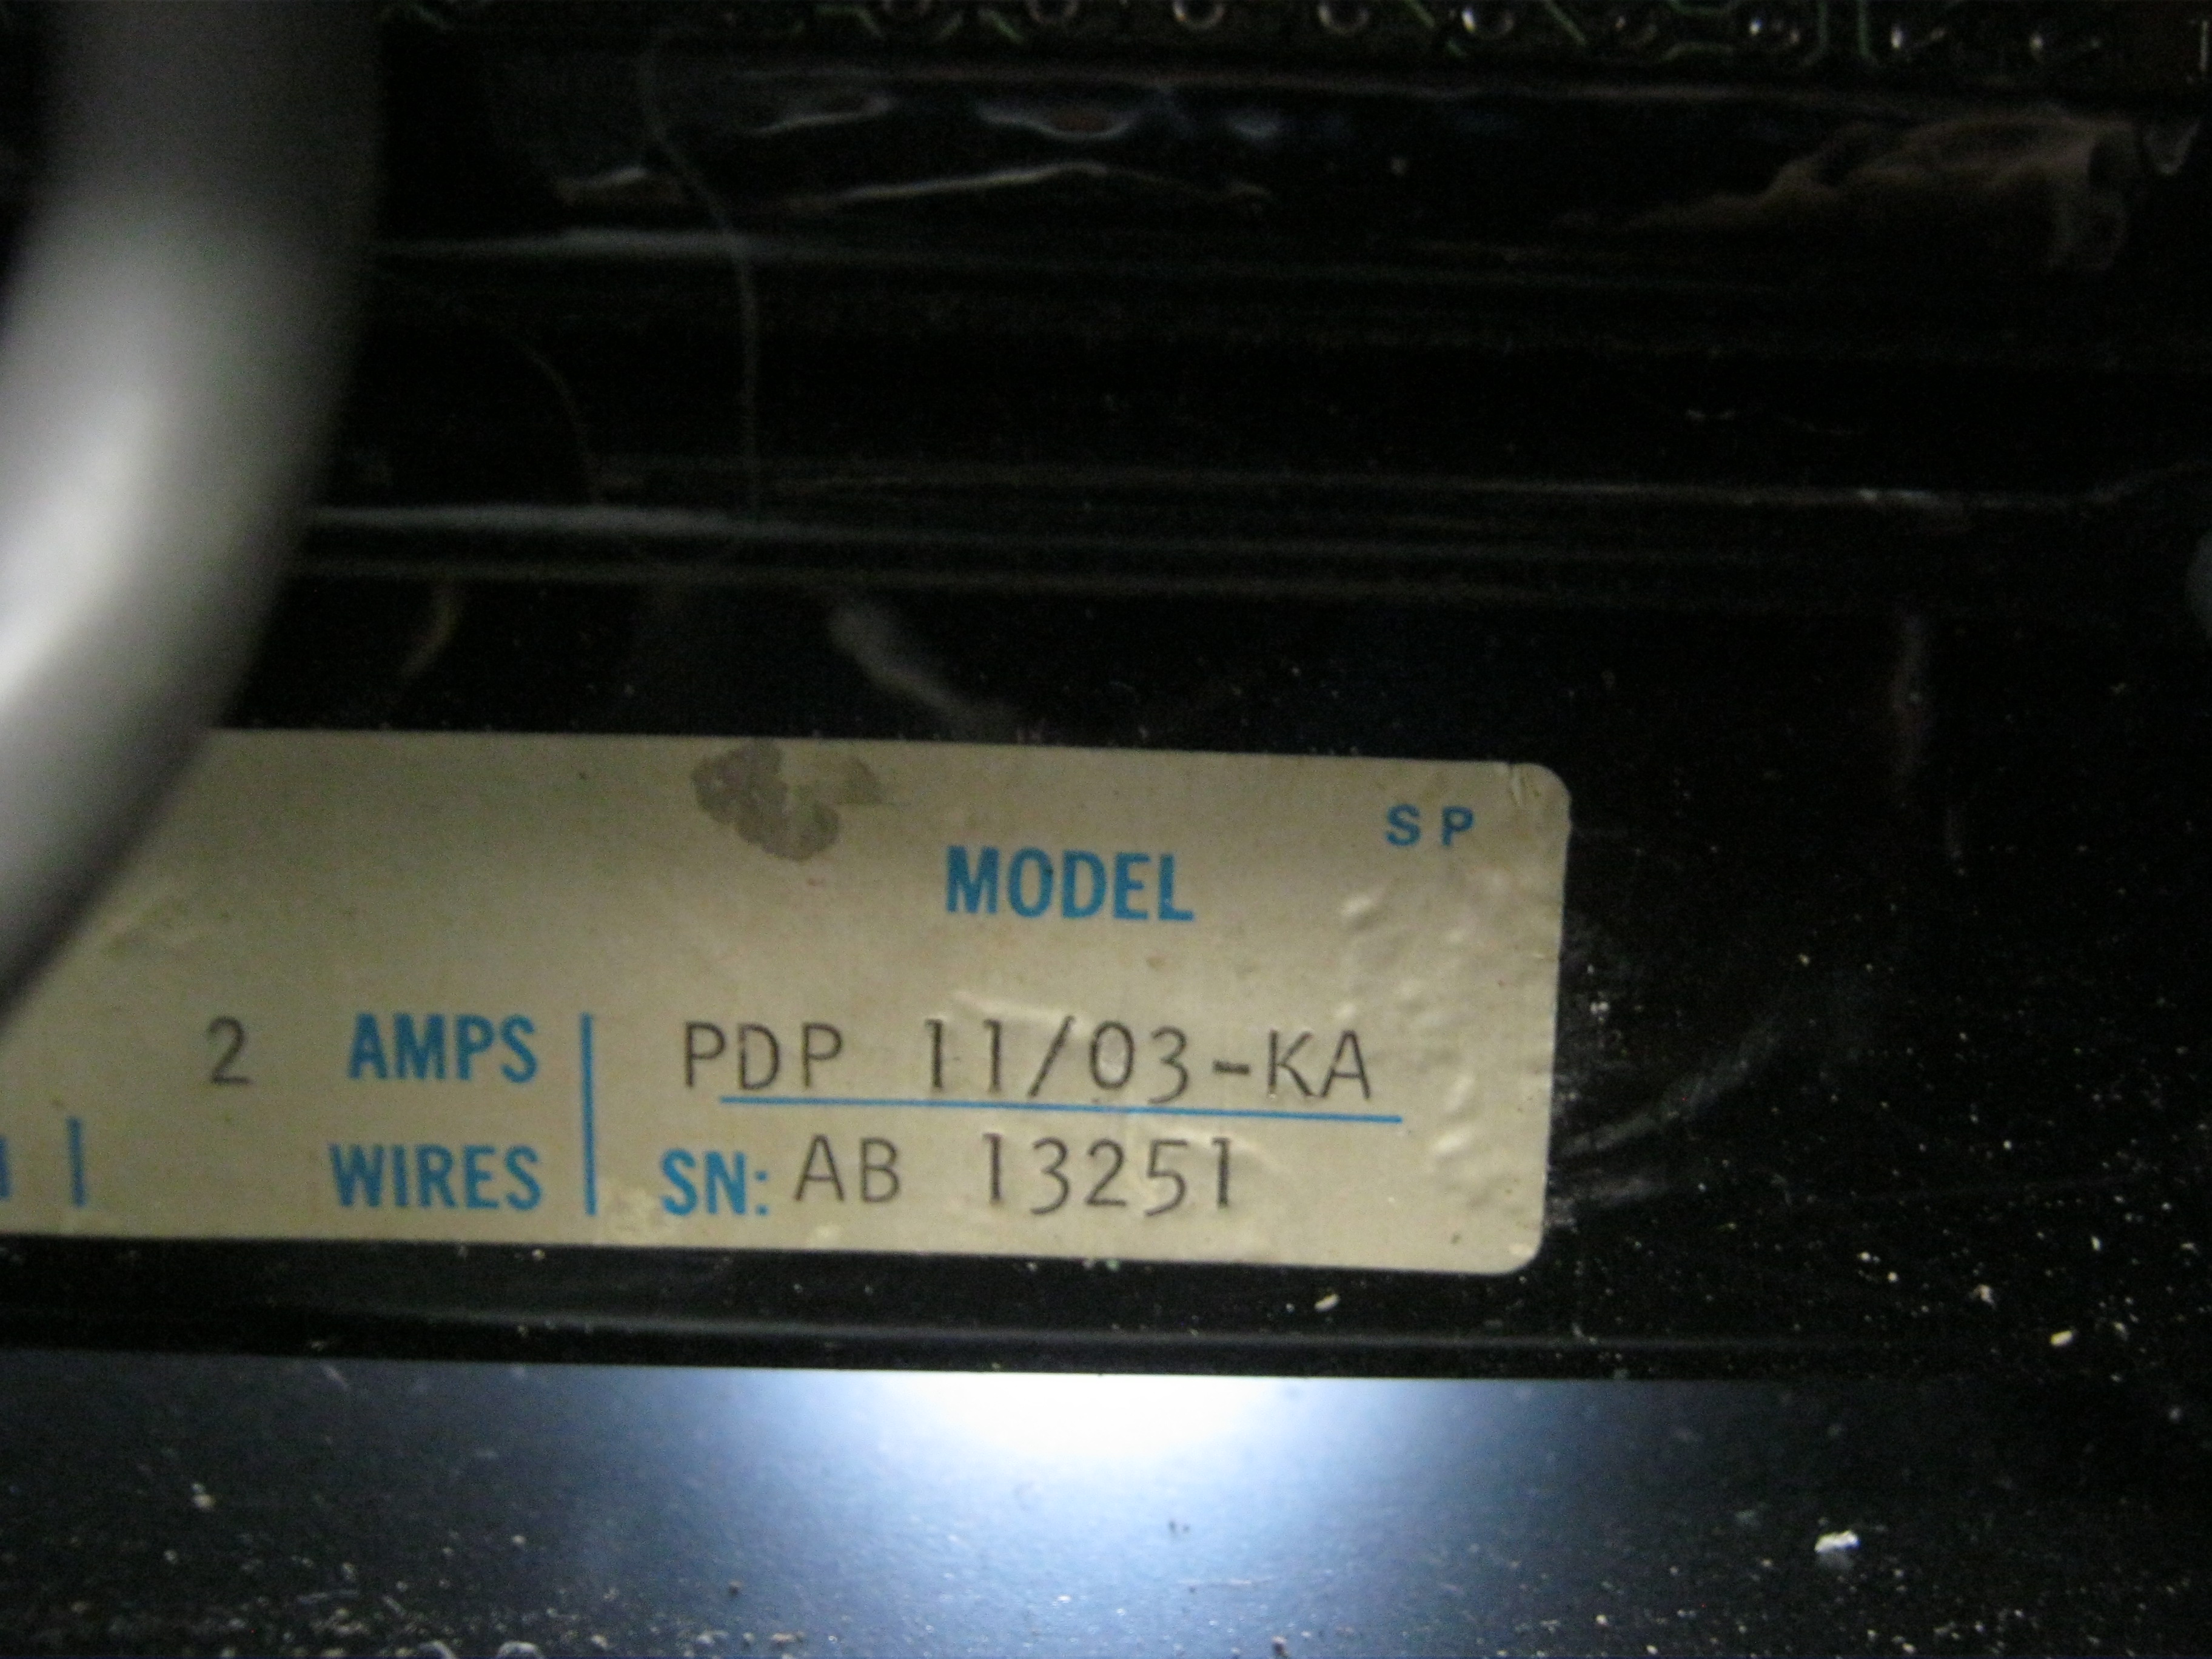 SP
MODEL
2 AMPS PDP 11/03-KA
WIRES SN: AB 13251